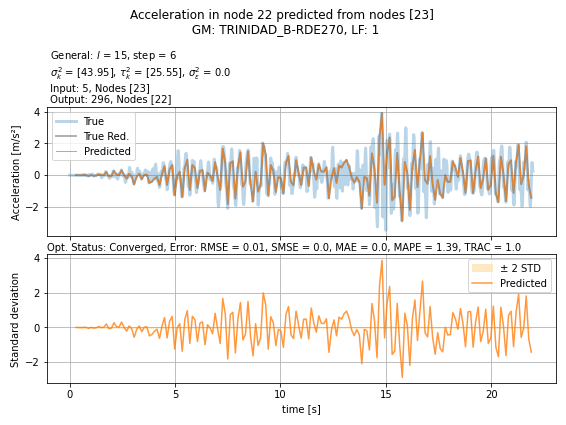 Acceleration in node 22 predicted from nodes [23]
GM: TRINIDAD_B-RDE270, LF: 1
General: l = 15, step = 6
σ²ₖ = [43.95], τ²ₖ = [25.55], σ²ε = 0.0
Input: 5, Nodes [23]
Output: 296, Nodes [22]
Acceleration [m/s²]
4
2
0
−2
True
True Red.
Predicted
Opt. Status: Converged, Error: RMSE = 0.01, SMSE = 0.0, MAE = 0.0, MAPE = 1.39, TRAC = 1.0
Standard deviation
4
2
0
−2
± 2 STD
Predicted
0 5 10 15 20
time [s]